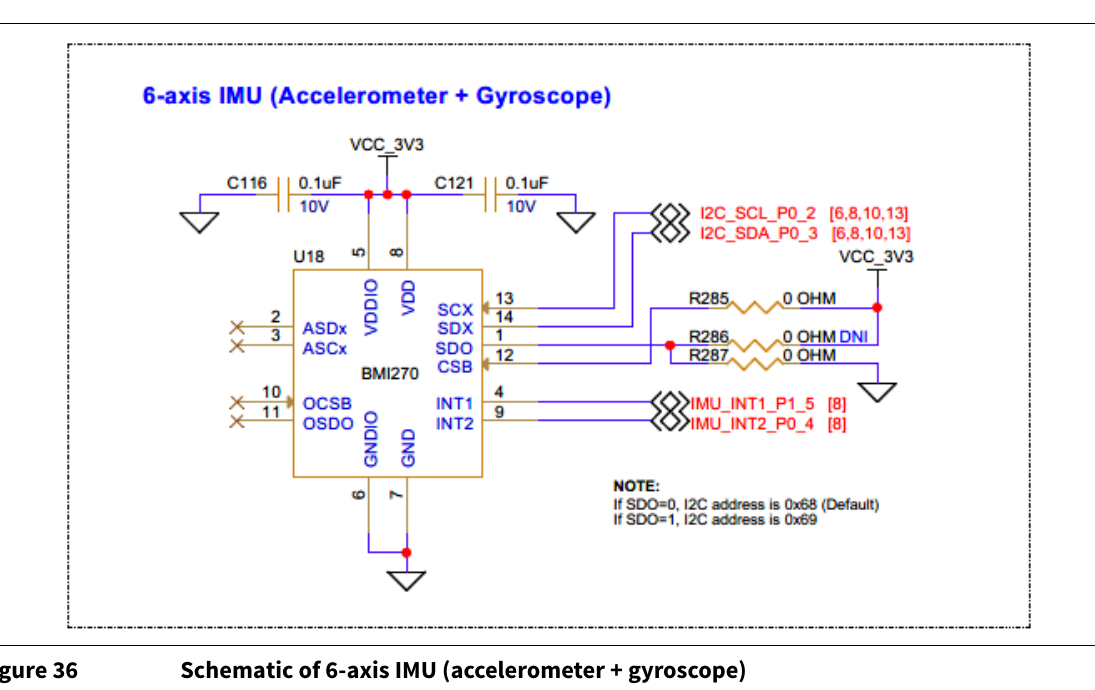 6-axis IMU (Accelerometer + Gyroscope)
VCC_3V3
C116 0.1uF C121 0.1uF
10V 10V
I2C_SCL_P0_2 [6,8,10,13]
I2C_SDA_P0_3 [6,8,10,13]
VCC_3V3
U18 5 8
VDDIO VDD
R285 0 OHM
SCX 13
2 ASDx SDX 14
3 ASCx SDO 1 R286 0 OHM DNI
CSB 12 R287 0 OHM
BMI270
10 OCSB INT1 4 IMU_INT1_P1_5 [8]
11 OSDO INT2 9 IMU_INT2_P0_4 [8]
GNDIO GND
6 7
NOTE:
If SDO=0, I2C address is 0x68 (Default)
If SDO=1, I2C address is 0x69
gure 36 Schematic of 6-axis IMU (accelerometer + gyroscope)